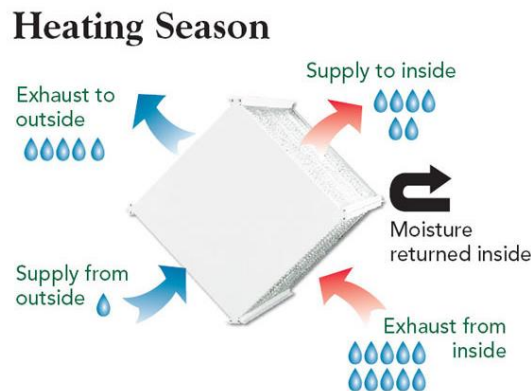 Heating Season
Exhaust to
outside
Supply to inside
Moisture
returned inside
Supply from
outside
Exhaust from
inside